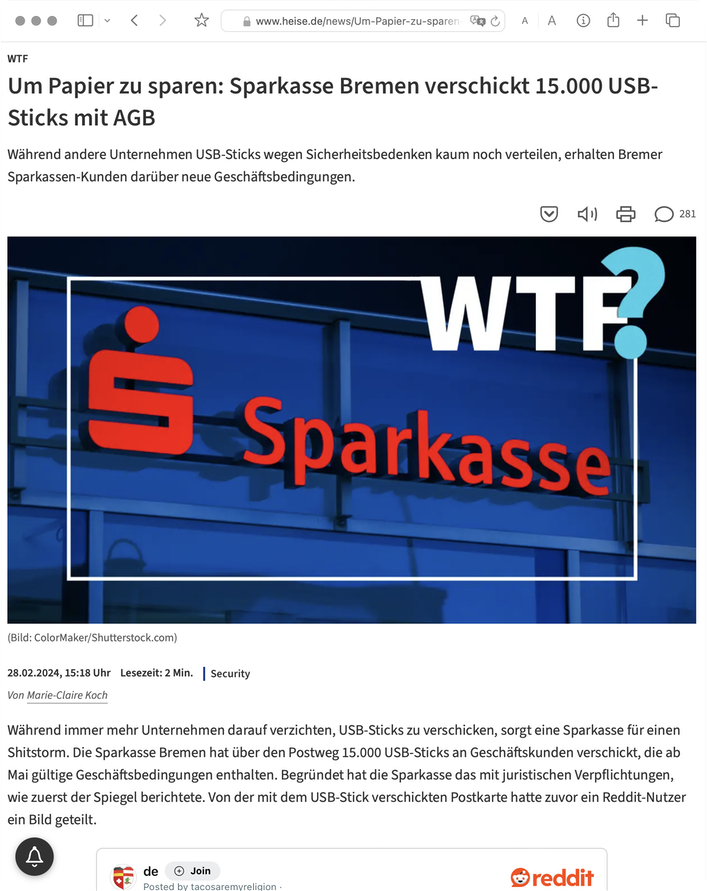 www.heise.de/news/Um-Papier-zu-sparen
A A
WTF
Um Papier zu sparen: Sparkasse Bremen verschickt 15.000 USB-
Sticks mit AGB
Während andere Unternehmen USB-Sticks wegen Sicherheitsbedenken kaum noch verteilen, erhalten Bremer
Sparkassen-Kunden darüber neue Geschäftsbedingungen.
281
WTF?
Sparkasse
(Bild: ColorMaker/Shutterstock.com)
28.02.2024, 15:18 Uhr Lesezeit: 2 Min. Security
Von Marie-Claire Koch
Während immer mehr Unternehmen darauf verzichten, USB-Sticks zu verschicken, sorgt eine Sparkasse für einen
Shitstorm. Die Sparkasse Bremen hat über den Postweg 15.000 USB-Sticks an Geschäftskunden verschickt, die ab
Mai gültige Geschäftsbedingungen enthalten. Begründet hat die Sparkasse das mit juristischen Verpflichtungen,
wie zuerst der Spiegel berichtete. Von der mit dem USB-Stick verschickten Postkarte hatte zuvor ein Reddit-Nutzer
ein Bild geteilt.
de Join
reddit
Posted by tacosaremyreligion ·